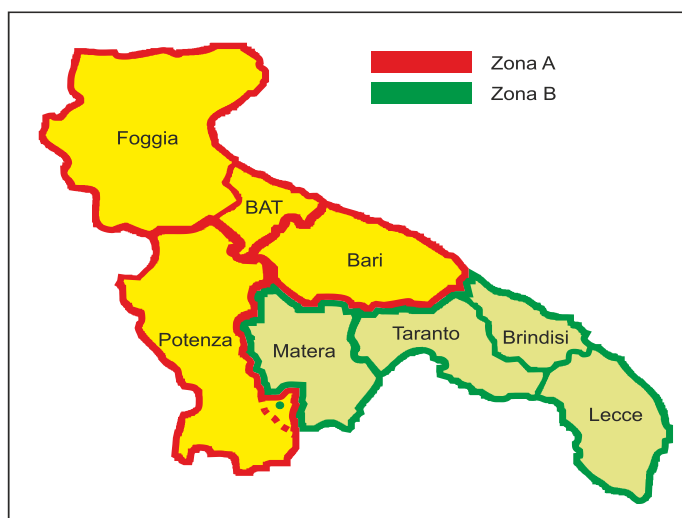 Zona A
Zona B
Foggia
BAT
Bari
Potenza
Matera
Taranto
Brindisi
Lecce